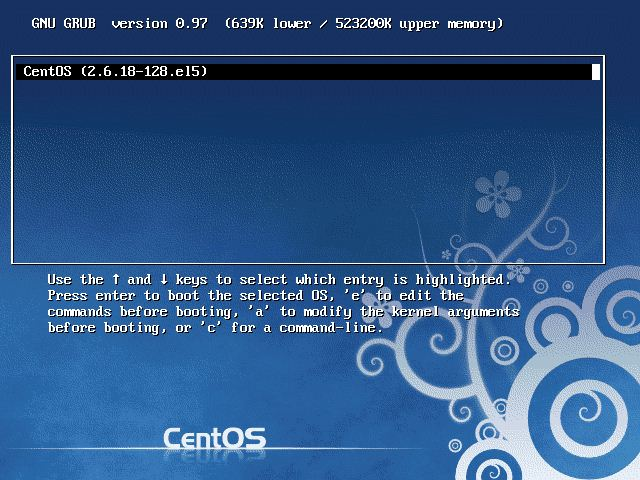 GNU GRUB  version 0.97  (639K lower / 523200K upper memory)
CentOS (2.6.18-128.el5)
Use the ↑ and ↓ keys to select which entry is highlighted.
Press enter to boot the selected OS, 'e' to edit the
commands before booting, 'a' to modify the kernel arguments
before booting, or 'c' for a command-line.
CentOS